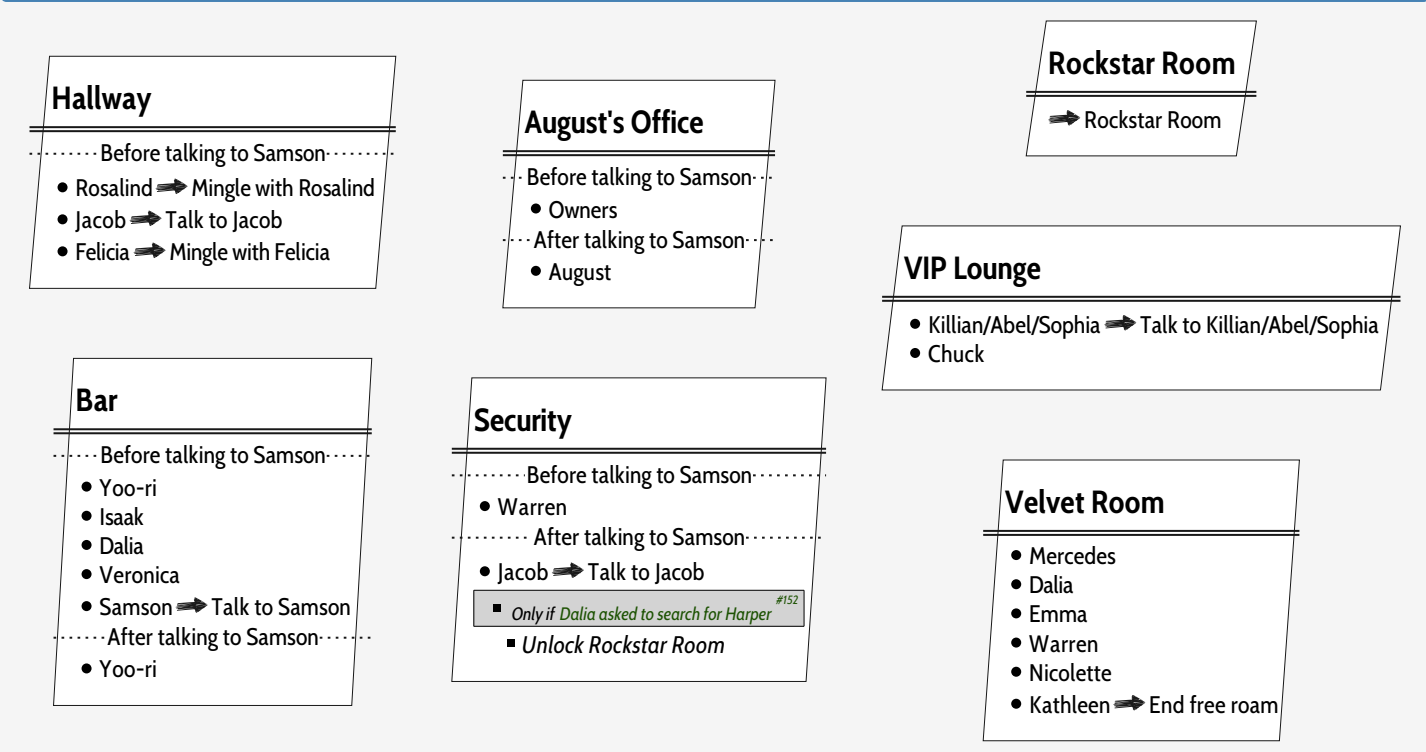 Hallway
Before talking to Samson
Rosalind Mingle with Rosalind
Jacob Talk to Jacob
Felicia Mingle with Felicia
August's Office
Before talking to Samson
Owners
After talking to Samson
August
Rockstar Room
Rockstar Room
VIP Lounge
Killian/Abel/Sophia Talk to Killian/Abel/Sophia
Chuck
Bar
Before talking to Samson
Yoo-ri
Isaak
Dalia
Veronica
Samson Talk to Samson
After talking to Samson
Yoo-ri
Security
Before talking to Samson
Warren
After talking to Samson
Jacob Talk to Jacob
Only if Dalia asked to search for Harper #152
Unlock Rockstar Room
Velvet Room
Mercedes
Dalia
Emma
Warren
Nicolette
Kathleen End free roam